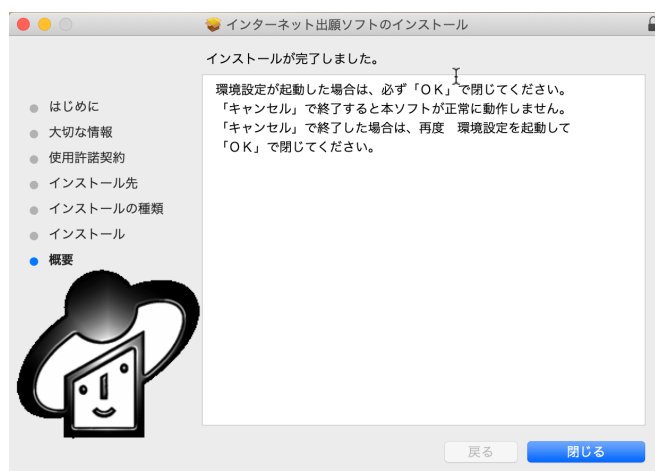 インターネット出願ソフトのインストール
インストールが完了しました。
はじめに
大切な情報
使用許諾契約
インストール先
インストールの種類
インストール
概要
環境設定が起動した場合は、必ず「ＯＫ」で閉じてください。
「キャンセル」で終了すると本ソフトが正常に動作しません。
「キャンセル」で終了した場合は、再度　環境設定を起動して
「ＯＫ」で閉じてください。
戻る
閉じる